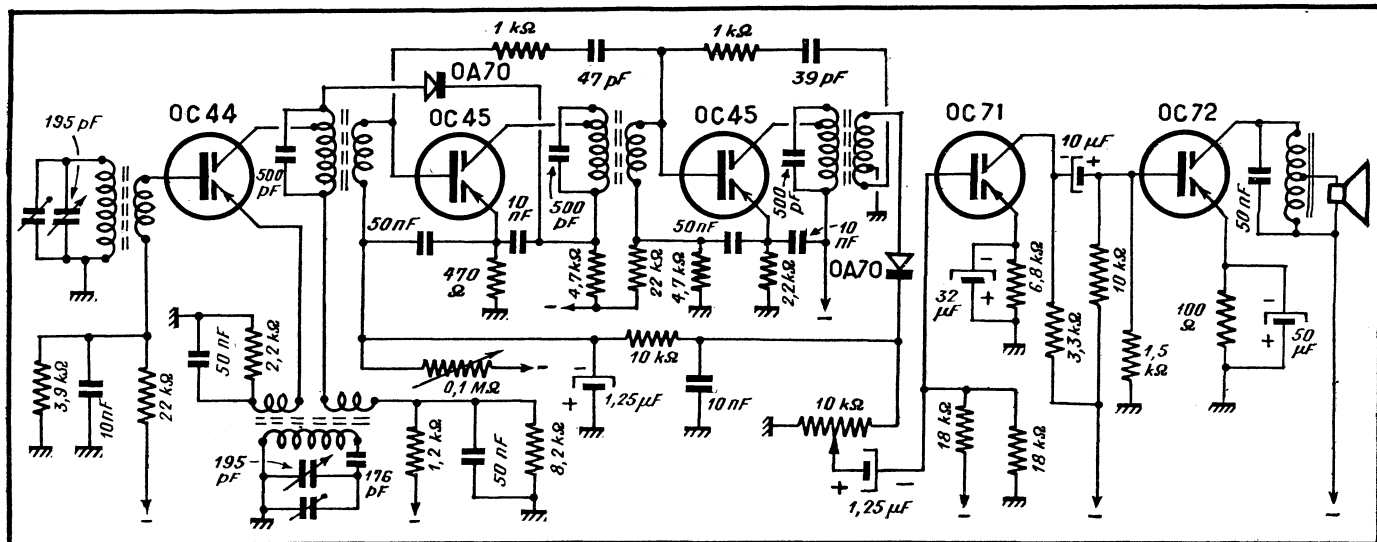 1 kΩ
47 pF
1 kΩ
39 pF
OA70
OC44
OC45
OC45
OC71
OC72
195 pF
500 pF
500 pF
500 pF
10 µF
- +
50 nF
50 nF
10 nF
50 nF
10 nF
470 Ω
4,7 kΩ
22 kΩ
4,7 kΩ
2,2 kΩ
OA70
32 µF
- +
6,8 kΩ
3,3 kΩ
10 kΩ
1,5 kΩ
100 Ω
- +
50 µF
3,9 kΩ
10nF
22 kΩ
50 nF
2,2 kΩ
0,1 MΩ
10 kΩ
- +
1,25 µF
10 nF
10 kΩ
+ -
1,25 µF
18 kΩ
18 kΩ
195 pF
176 pF
1,2 kΩ
50 nF
8,2 kΩ